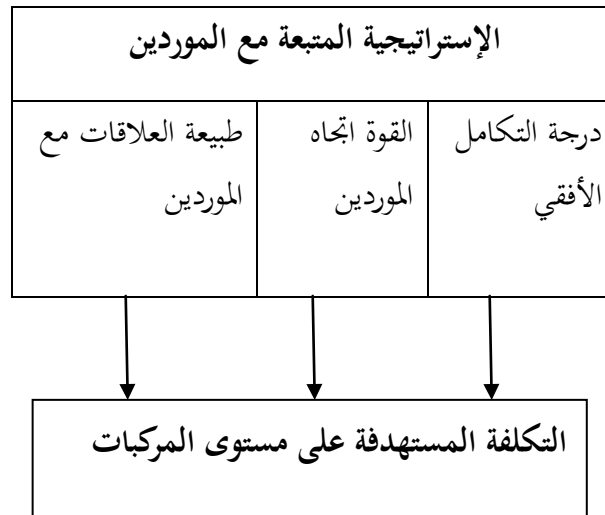 الإستراتيجية المتبعة مع الموردين
درجة التكامل
الأفقي
القوة اتجاه
الموردين
طبيعة العلاقات مع
الموردين
التكلفة المستهدفة على مستوى المركبات